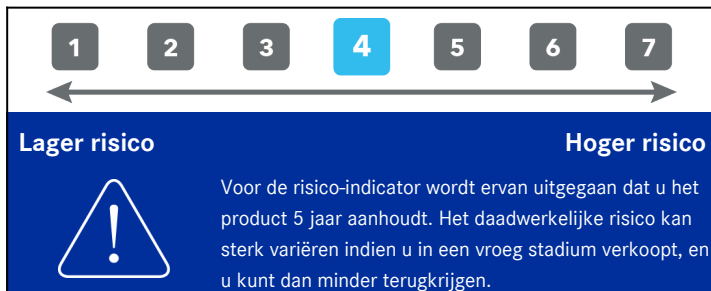 1 2 3 4 5 6 7
Lager risico Hoger risico
Voor de risico-indicator wordt ervan uitgegaan dat u het
product 5 jaar aanhoudt. Het daadwerkelijke risico kan
sterk variëren indien u in een vroeg stadium verkoopt, en
u kunt dan minder terugkrijgen.